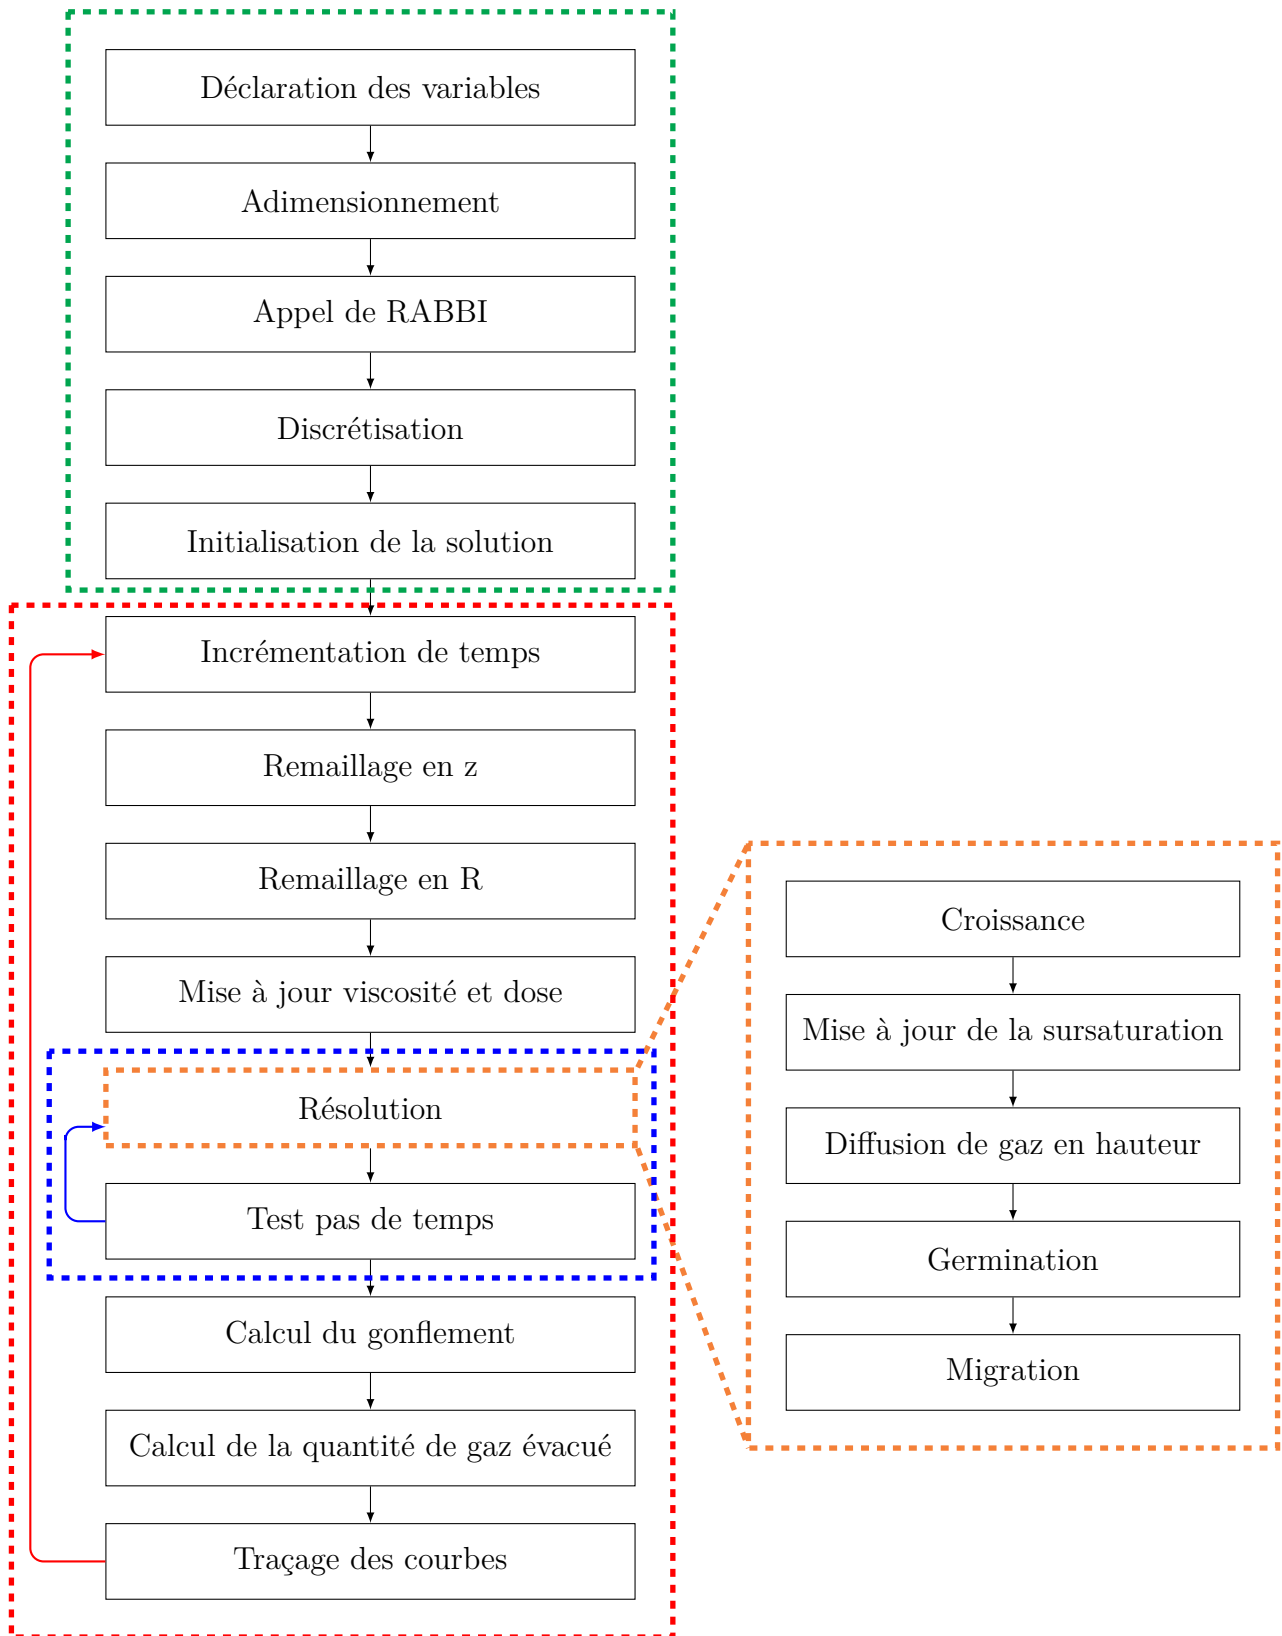 Déclaration des variables
Adimensionnement
Appel de RABBI
Discrétisation
Initialisation de la solution
Incrémentation de temps
Remaillage en z
Remaillage en R
Mise à jour viscosité et dose
Résolution
Test pas de temps
Calcul du gonflement
Calcul de la quantité de gaz évacué
Traçage des courbes
Croissance
Mise à jour de la sursaturation
Diffusion de gaz en hauteur
Germination
Migration